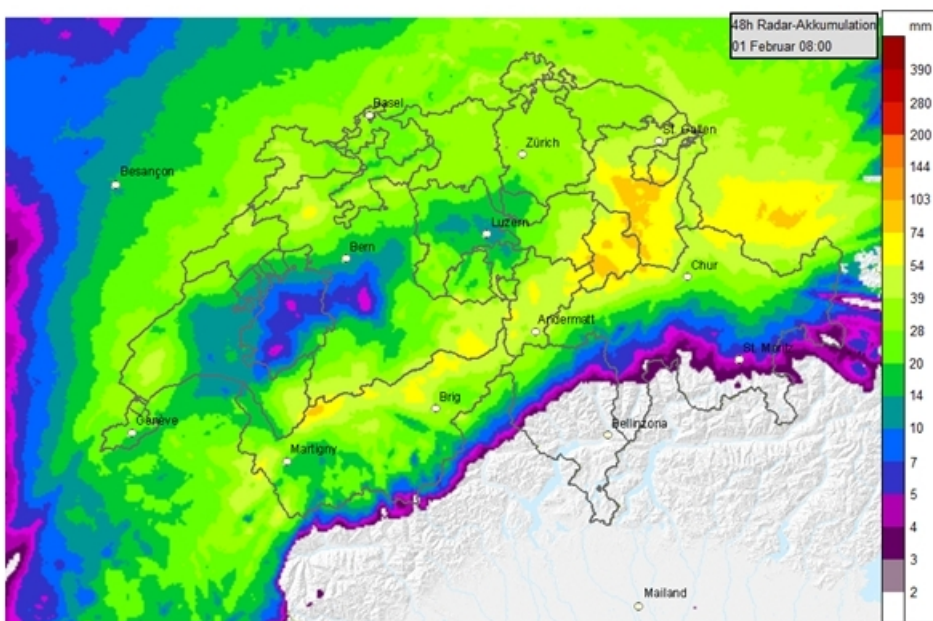 48h Radar-Akkumulation
01 Februar 08:00
mm
390
280
200
144
103
74
54
39
28
20
14
10
7
5
4
3
2
Basel
Zürich
St. Gallen
Besançon
Luzern
Bern
Chur
Andermatt
St. Moritz
Brig
Genève
Bellinzona
Martigny
Mailand